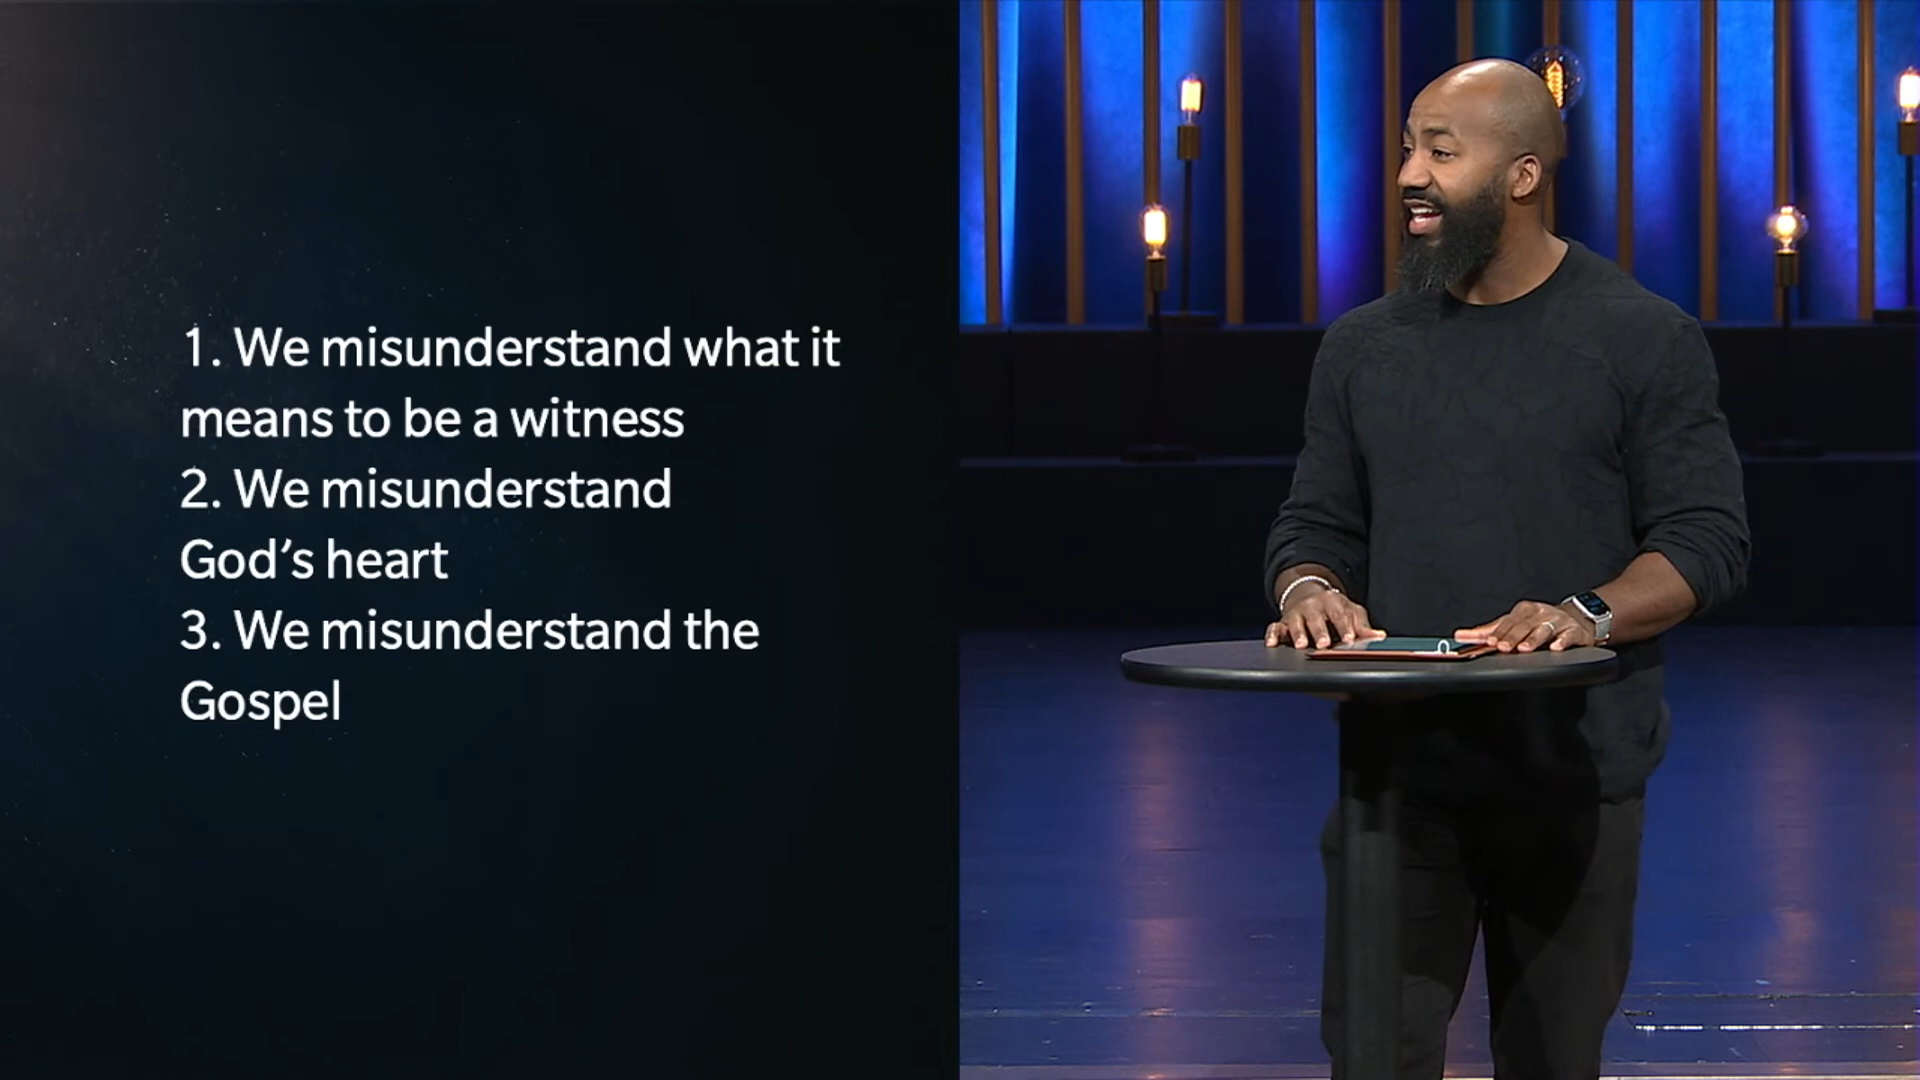 1. We misunderstand what it
means to be a witness
2. We misunderstand
God’s heart
3. We misunderstand the
Gospel